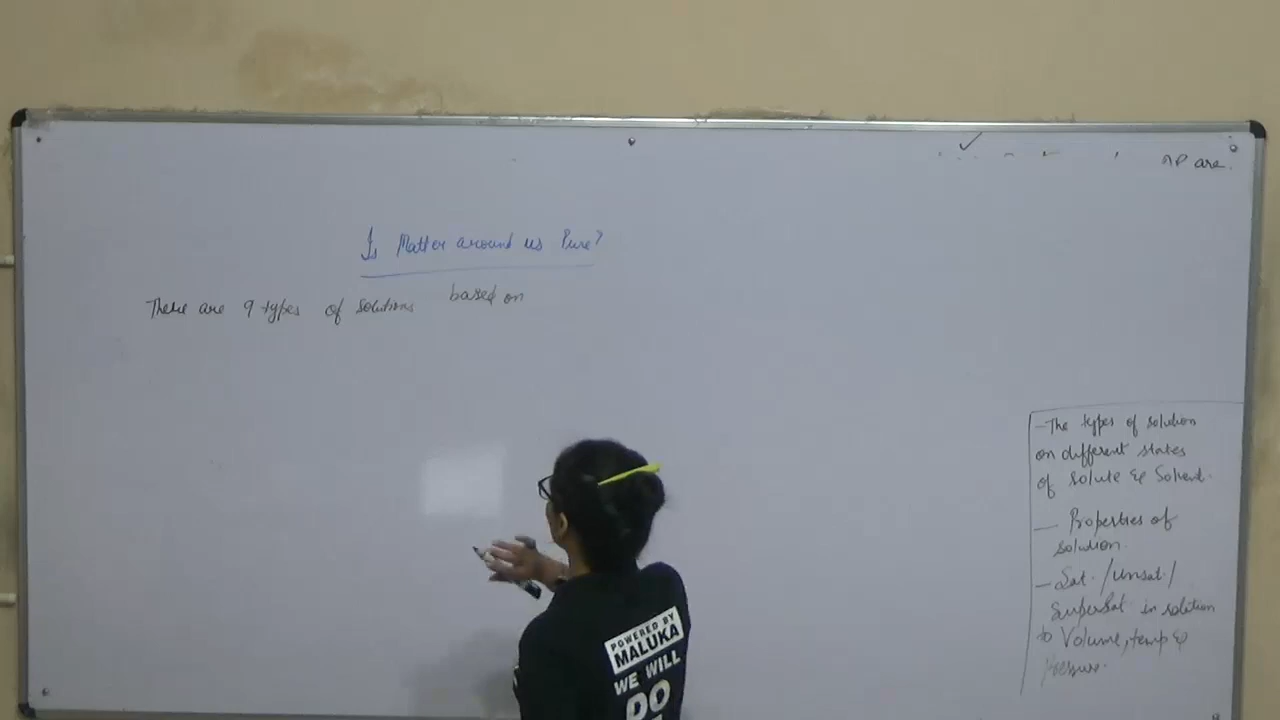 Is Matter around us Pure?
There are 9 types of solutions based on
are.
- The types of solution
on different states
of solute & Solvent.
- Properties of
solution.
- Sat. / Unsat. /
SuperSat. in solution
to Volume, temp &
Pressure.
POWERED BY
MALUKA
WE WILL
DO